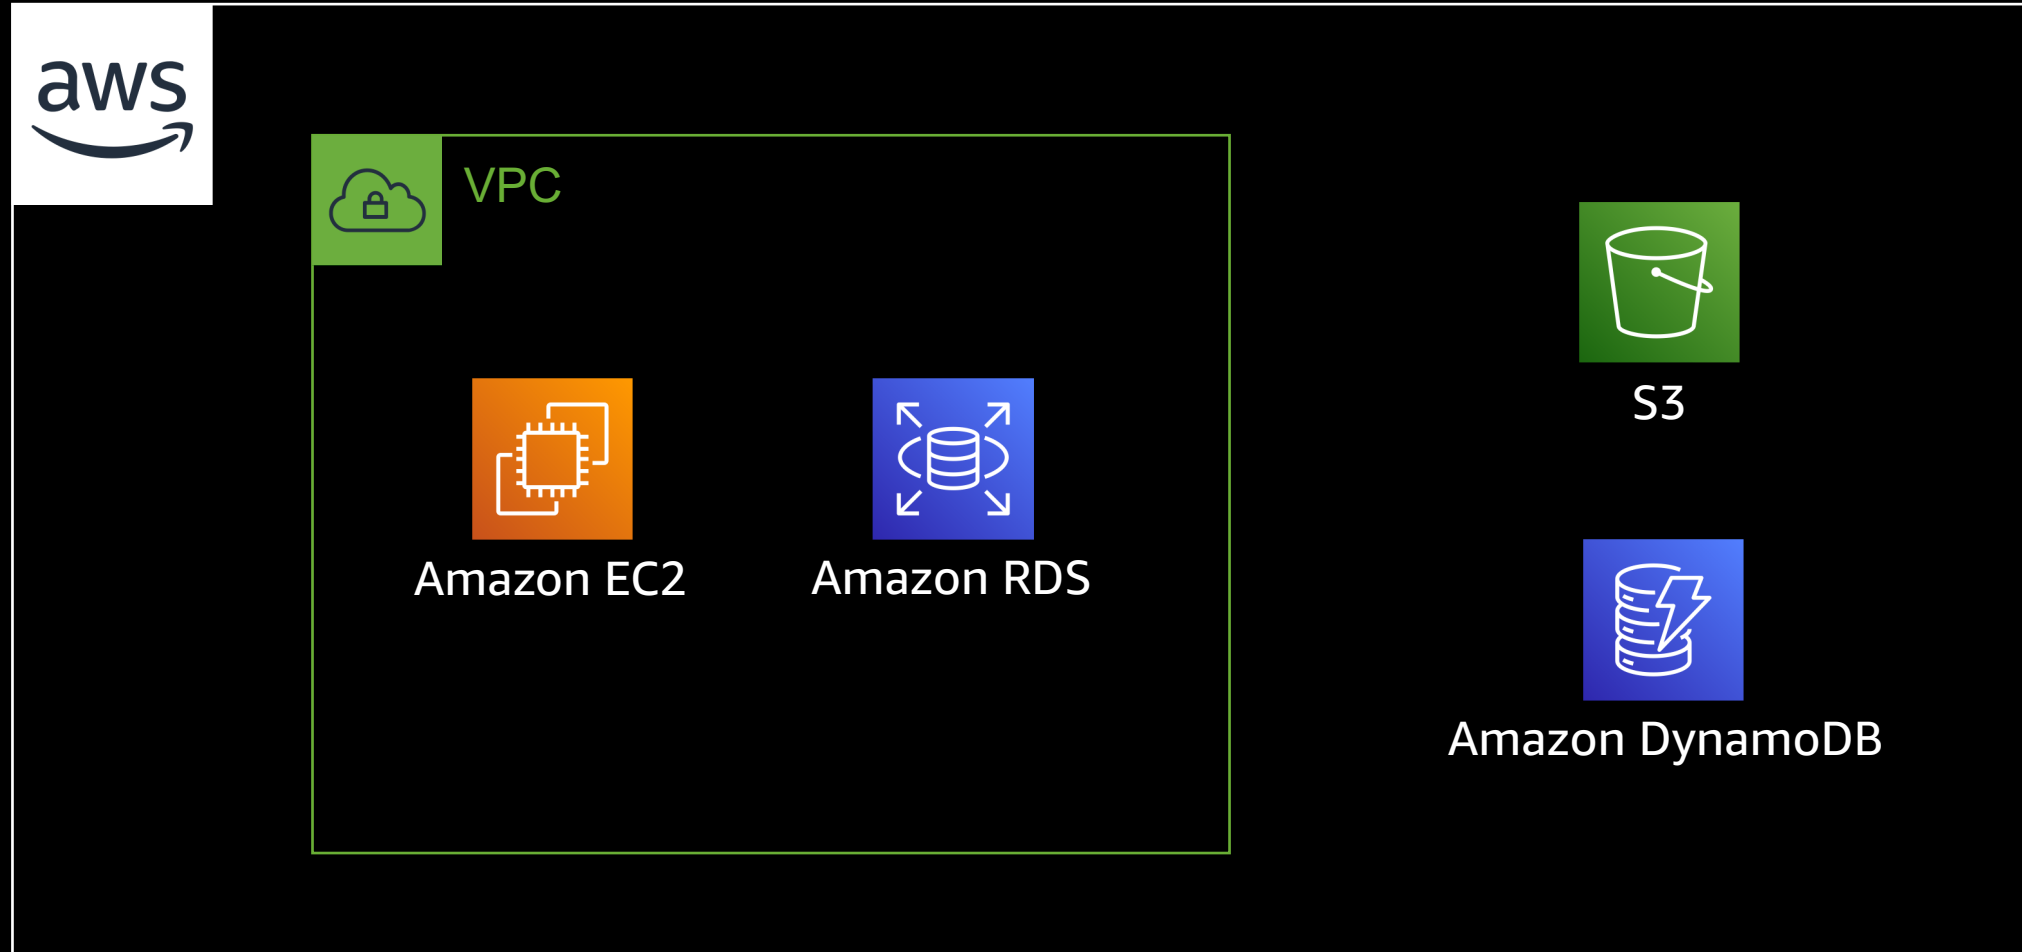 aws
VPC
S3
Amazon EC2
Amazon RDS
Amazon DynamoDB